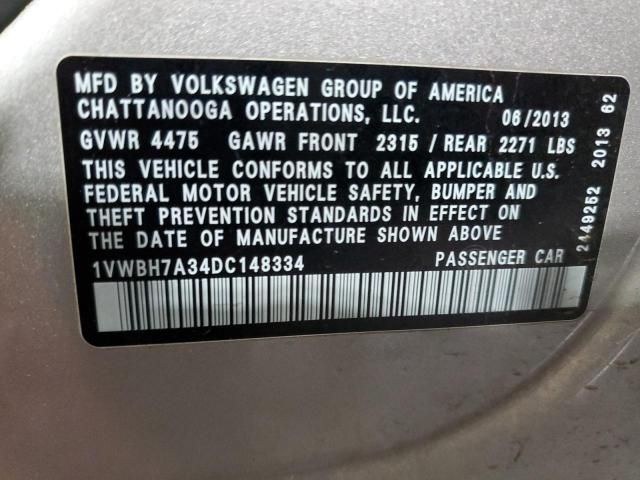 MFD BY VOLKSWAGEN GROUP OF AMERICA
CHATTANOOGA OPERATIONS, LLC. 06/2013
GVWR 4475 GAWR FRONT 2315 / REAR 2271 LBS
THIS VEHICLE CONFORMS TO ALL APPLICABLE U.S.
FEDERAL MOTOR VEHICLE SAFETY, BUMPER AND
THEFT PREVENTION STANDARDS IN EFFECT ON
THE DATE OF MANUFACTURE SHOWN ABOVE
1VWBH7A34DC148334 PASSENGER CAR
2449252 2013 62